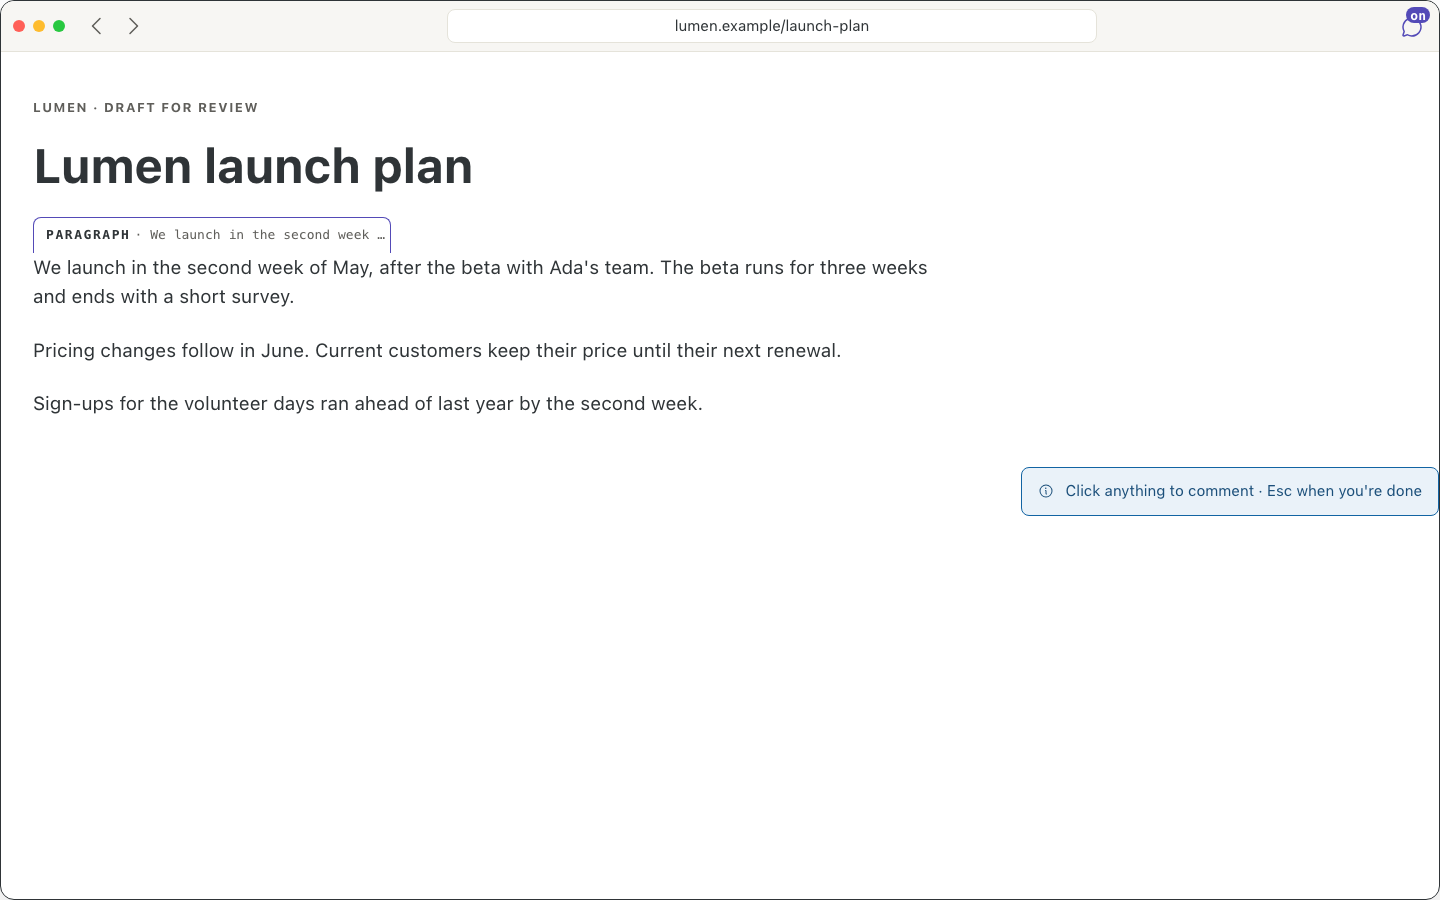 lumen.example/launch-plan
on
LUMEN · DRAFT FOR REVIEW
Lumen launch plan
PARAGRAPH · We launch in the second week …
We launch in the second week of May, after the beta with Ada's team. The beta runs for three weeks
and ends with a short survey.
Pricing changes follow in June. Current customers keep their price until their next renewal.
Sign-ups for the volunteer days ran ahead of last year by the second week.
Click anything to comment · Esc when you're done